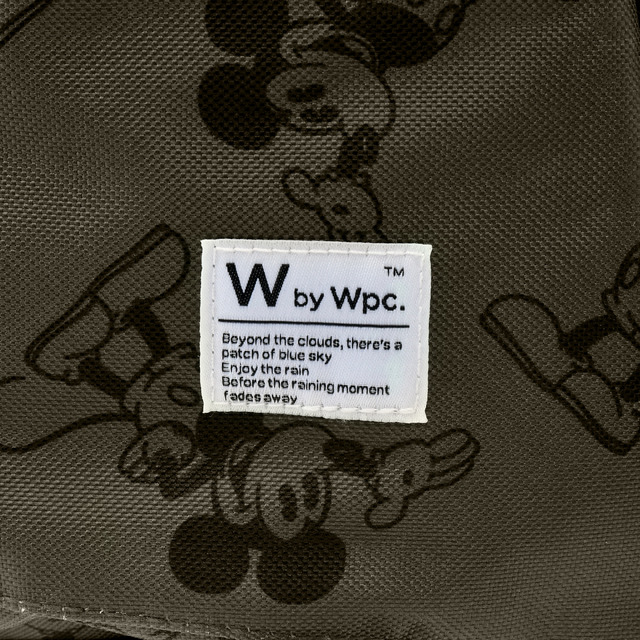 W by Wpc. ™
Beyond the clouds, there's a
patch of blue sky
Enjoy the rain
Before the raining moment
fades away